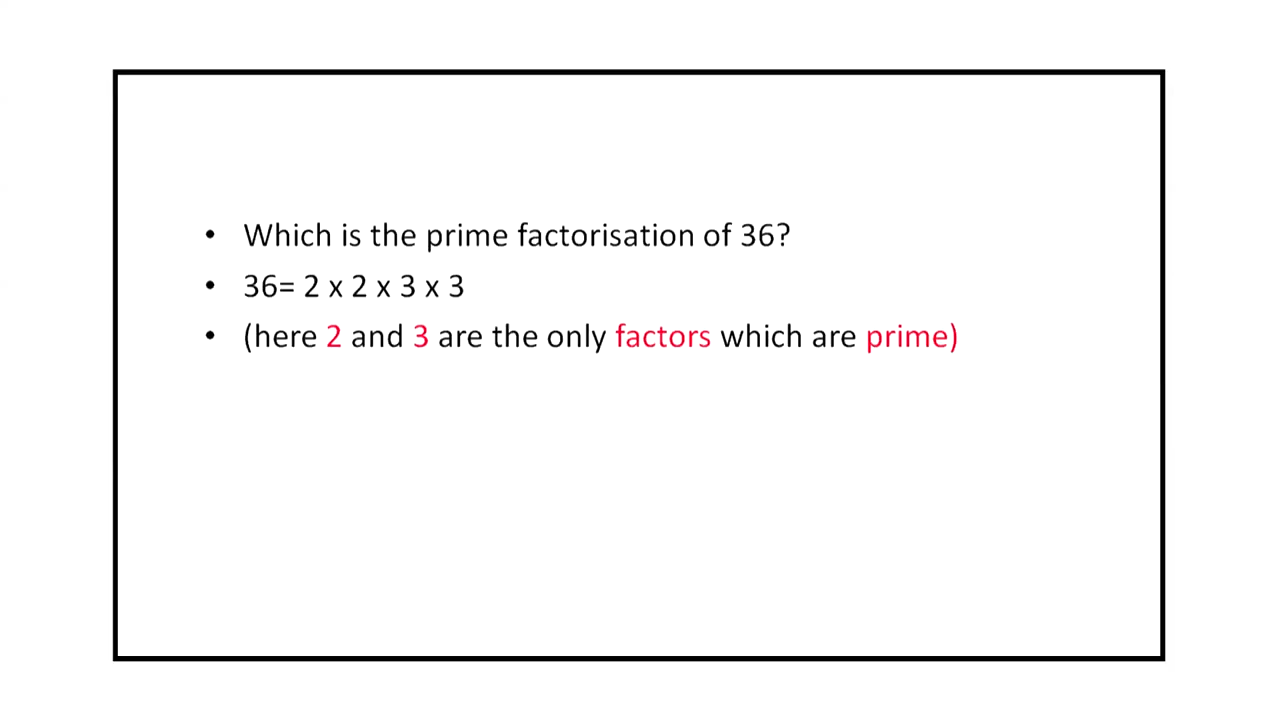 • Which is the prime factorisation of 36?
• 36= 2 x 2 x 3 x 3
• (here 2 and 3 are the only factors which are prime)